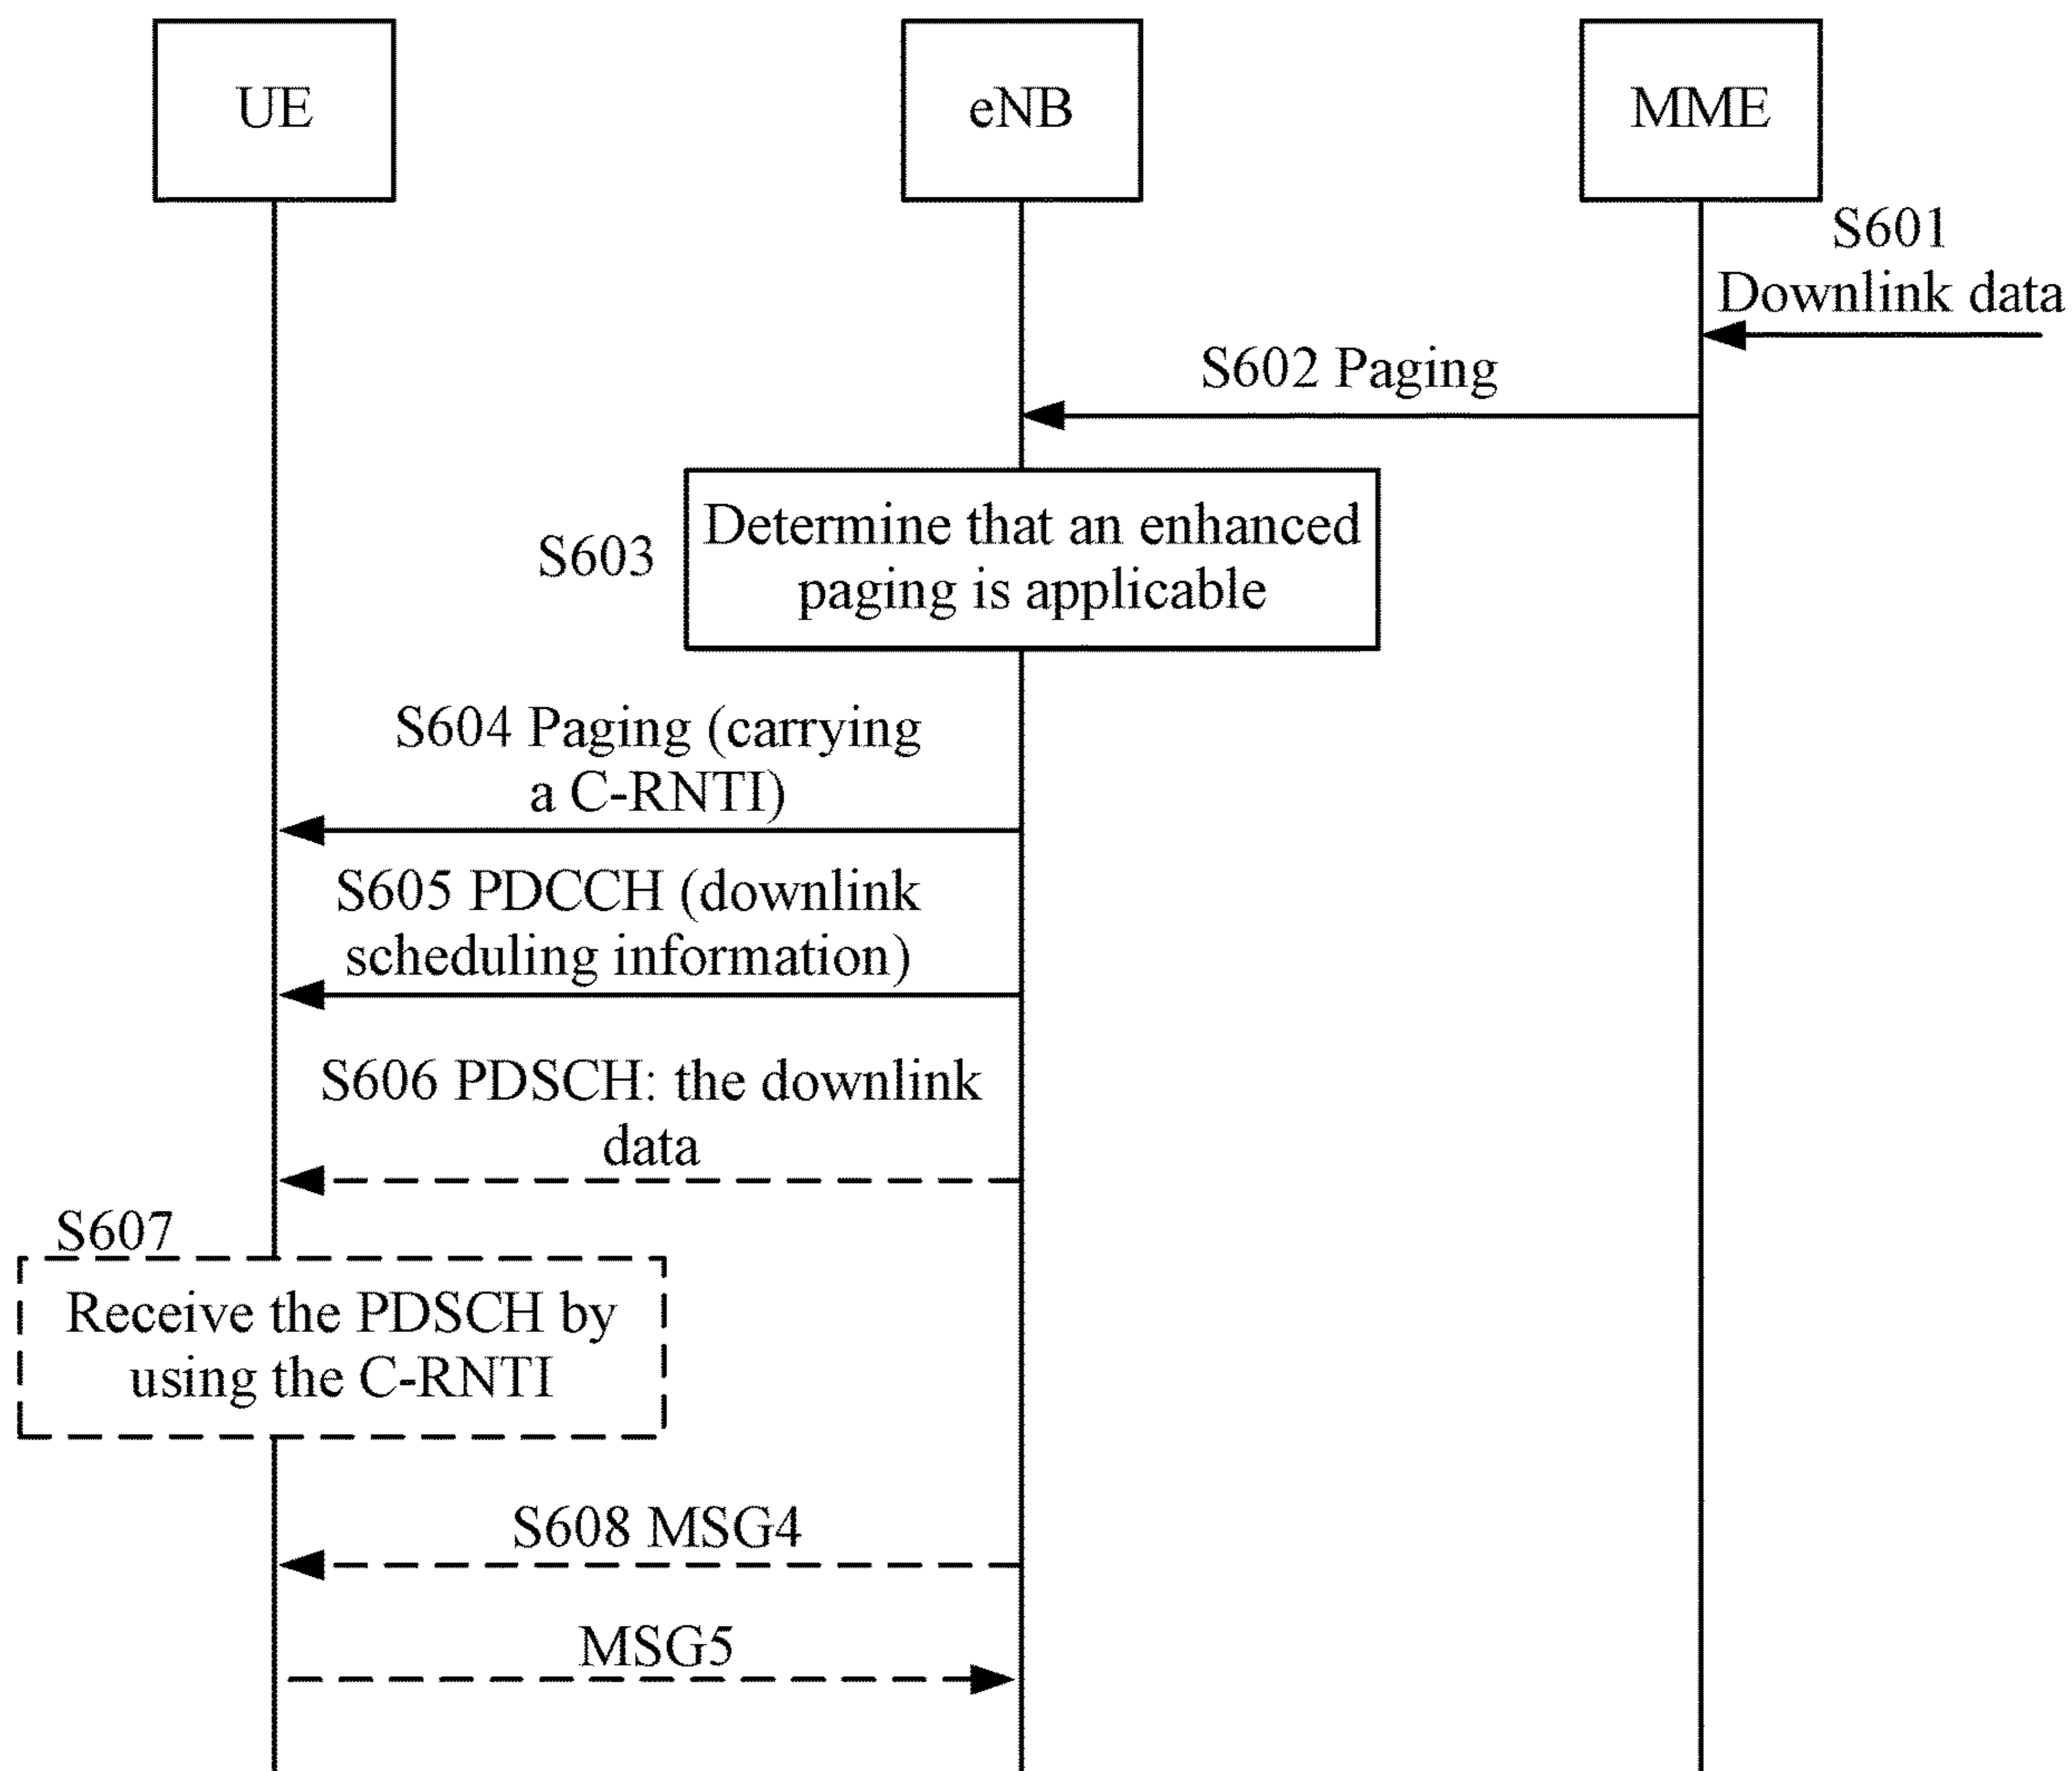 UE
eNB
MME
S601
Downlink data
S602 Paging
S603
Determine that an enhanced
paging is applicable
S604 Paging (carrying
a C-RNTI)
S605 PDCCH (downlink
scheduling information)
S606 PDSCH: the downlink
data
S607
Receive the PDSCH by
using the C-RNTI
S608 MSG4
MSG5